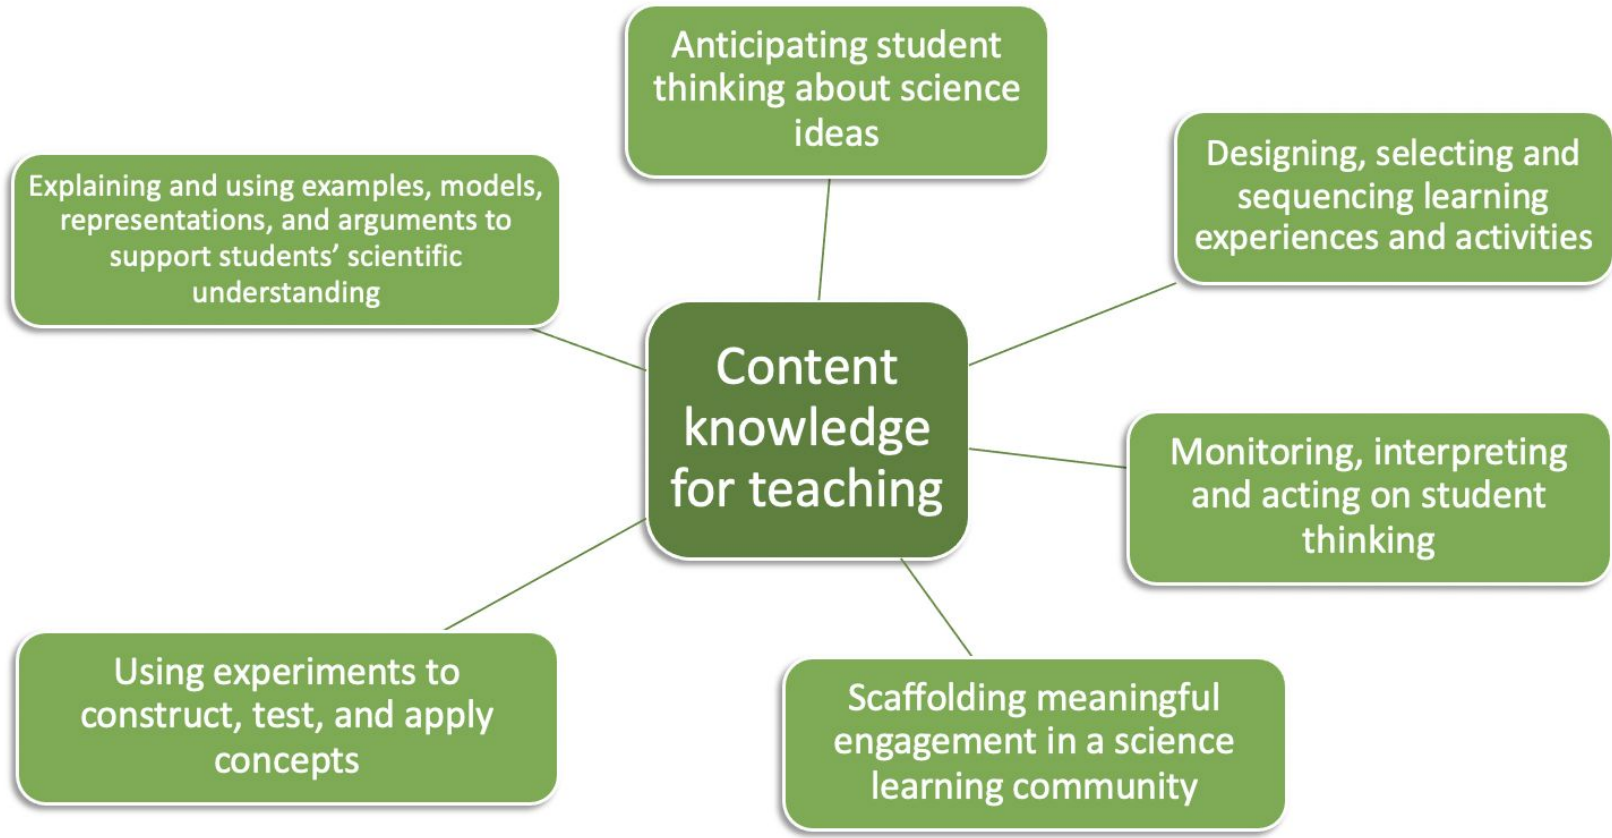 Anticipating student
thinking about science
ideas
Designing, selecting and
sequencing learning
experiences and activities
Explaining and using examples, models,
representations, and arguments to
support students’ scientific
understanding
Content
knowledge
for teaching
Monitoring, interpreting
and acting on student
thinking
Using experiments to
construct, test, and apply
concepts
Scaffolding meaningful
engagement in a science
learning community